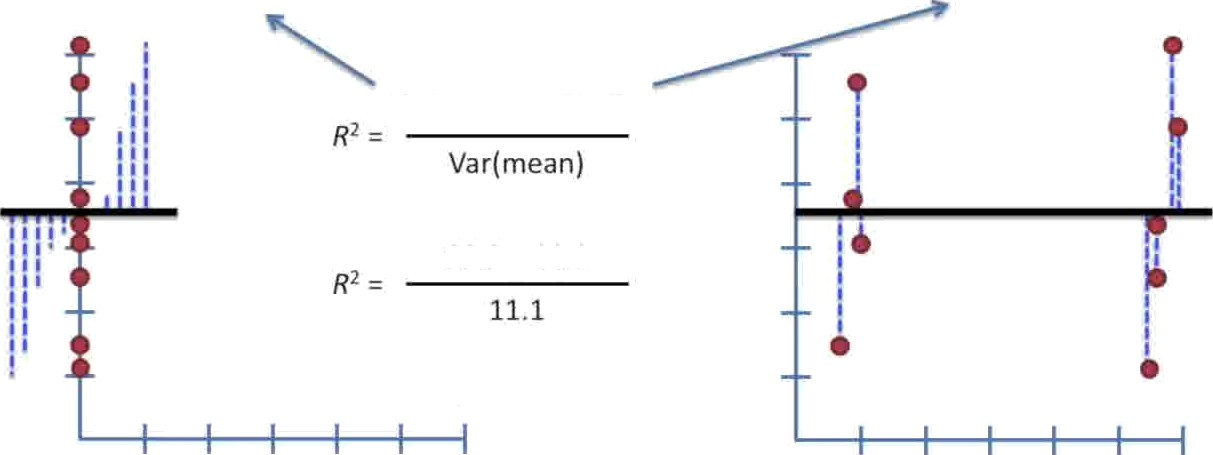 R² =
Var(mean)
R² =
11.1